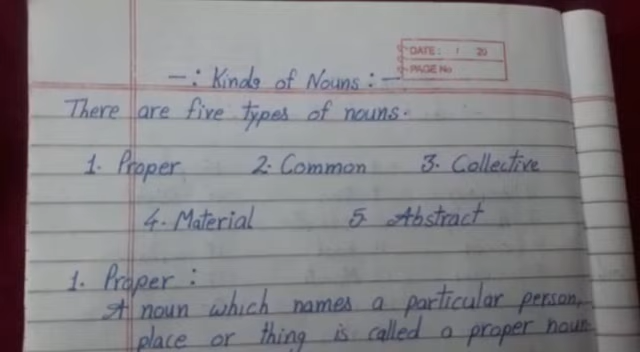 DATE: / 20
PAGE No
-: Kinds of Nouns :-
There are five types of nouns.
1. Proper 2. Common 3. Collective
4. Material 5. Abstract
1. Proper :
A noun which names a particular person,
place or thing is called a proper noun